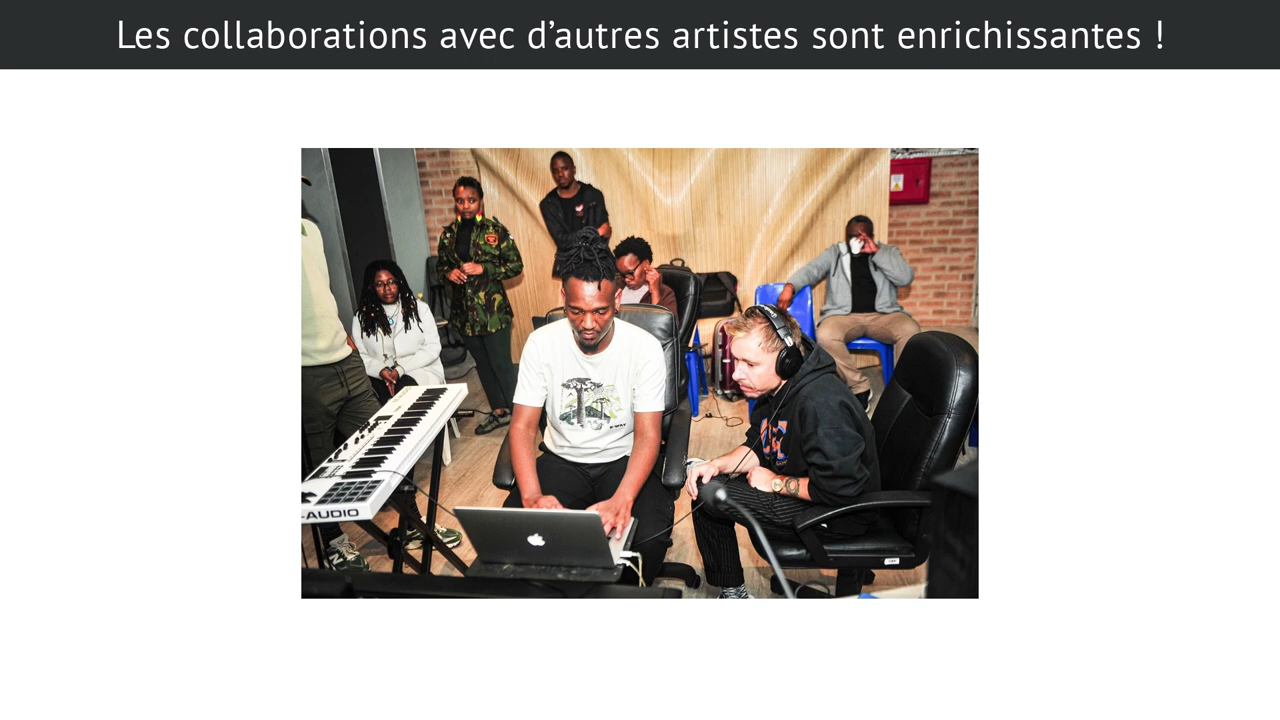 Les collaborations avec d’autres artistes sont enrichissantes !
-AUDIO